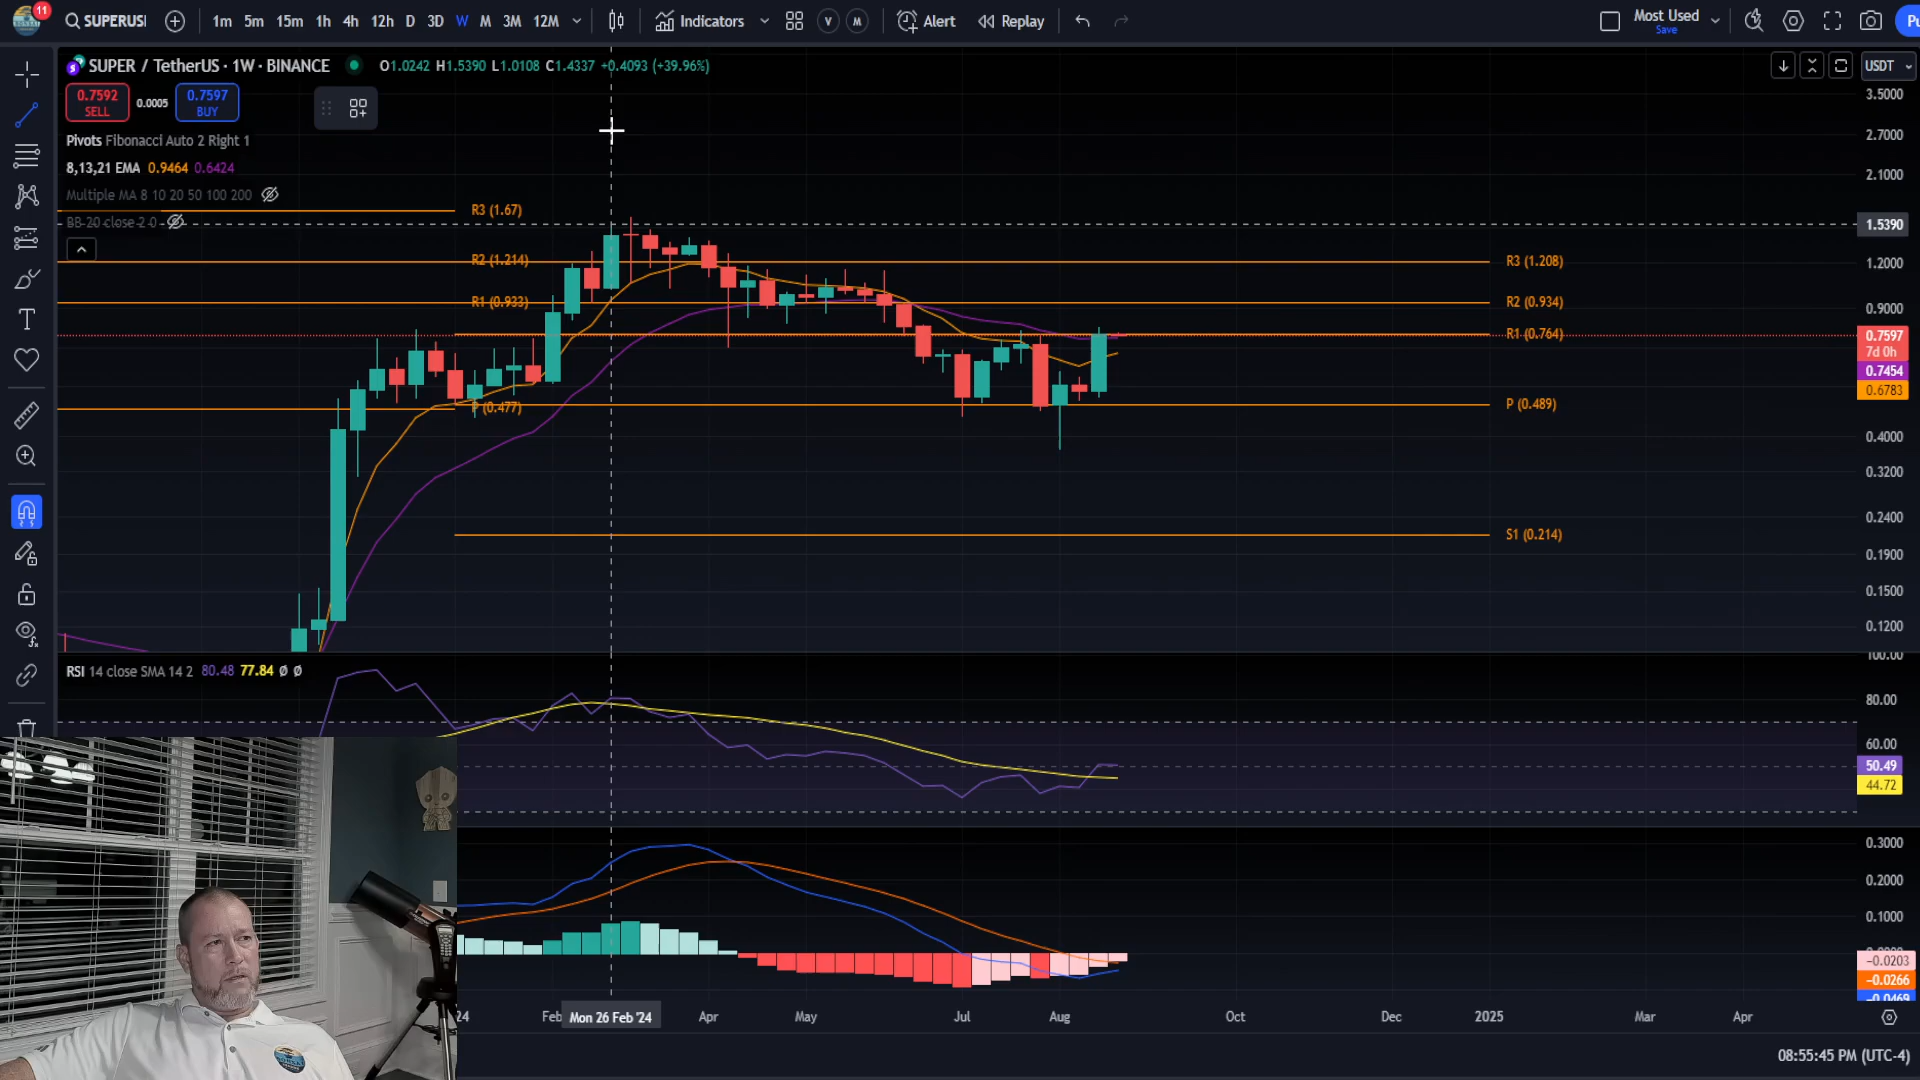 11
SUPERUSI
1m 5m 15m 1h 4h 12h D 3D W M 3M 12M
Indicators
V
M
Alert
Replay
Most Used
Save
Pu
SUPER / TetherUS · 1W · BINANCE
O1.0242 H1.5390 L1.0108 C1.4337 +0.4093 (+39.96%)
USDT
0.7592
SELL
0.0005
0.7597
BUY
Pivots Fibonacci Auto 2 Right 1
8,13,21 EMA 0.9464 0.6424
Multiple MA 8 10 20 50 100 200
BB 20 close 2 0
R3 (1.67)
R2 (1.214)
R1 (0.933)
P (0.477)
R3 (1.208)
R2 (0.934)
R1 (0.764)
P (0.489)
S1 (0.214)
3.5000
2.7000
2.1000
1.5390
1.2000
0.9000
0.7597
7d 0h
0.7454
0.6783
0.4000
0.3200
0.2400
0.1900
0.1500
0.1200
RSI 14 close SMA 14 2 80.48 77.84 Ø Ø
100.00
80.00
60.00
50.49
44.72
0.3000
0.2000
0.1000
0.0000
−0.0203
−0.0266
−0.0469
24
Feb
Mon 26 Feb '24
Apr
May
Jul
Aug
Oct
Dec
2025
Mar
Apr
08:55:45 PM (UTC-4)